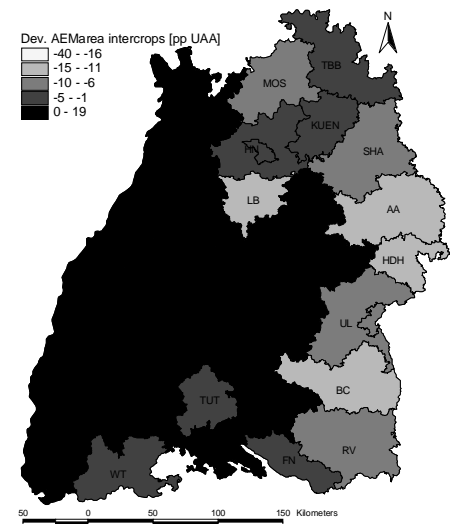 Dev. AEMarea intercrops [pp UAA]
-40 - -16
-15 - -11
-10 - -6
-5 - -1
0 - 19
N
TBB
MOS
KUEN
HN
SHA
LB
AA
HDH
UL
BC
TUT
RV
FN
WT
50 0 50 100 150 Kilometers